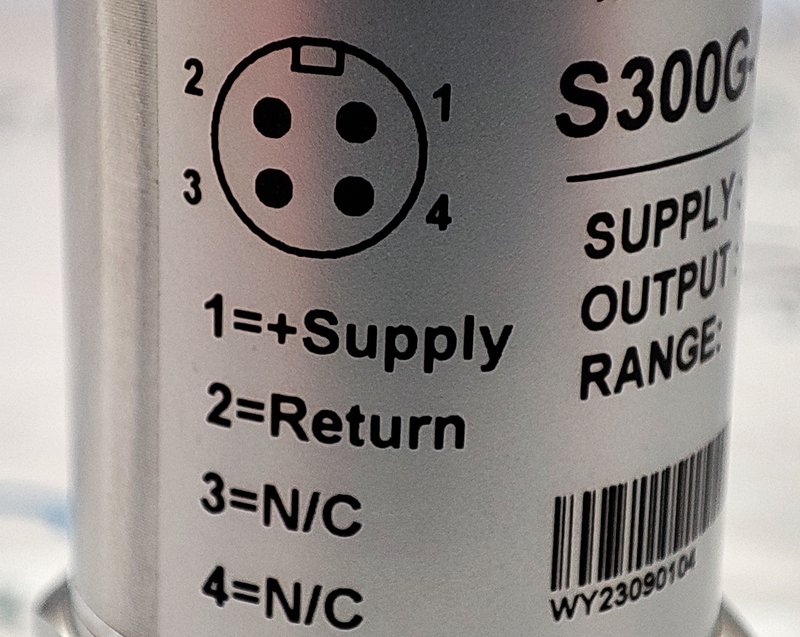 2
1
3
4
1=+Supply
2=Return
3=N/C
4=N/C
S300G
SUPPLY:
OUTPUT:
RANGE:
WY23090104